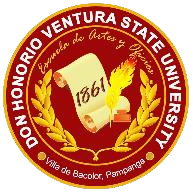 DON HONORIO VENTURA STATE UNIVERSITY
Escuela de Artes y Oficios
1861
Villa de Bacolor, Pampanga